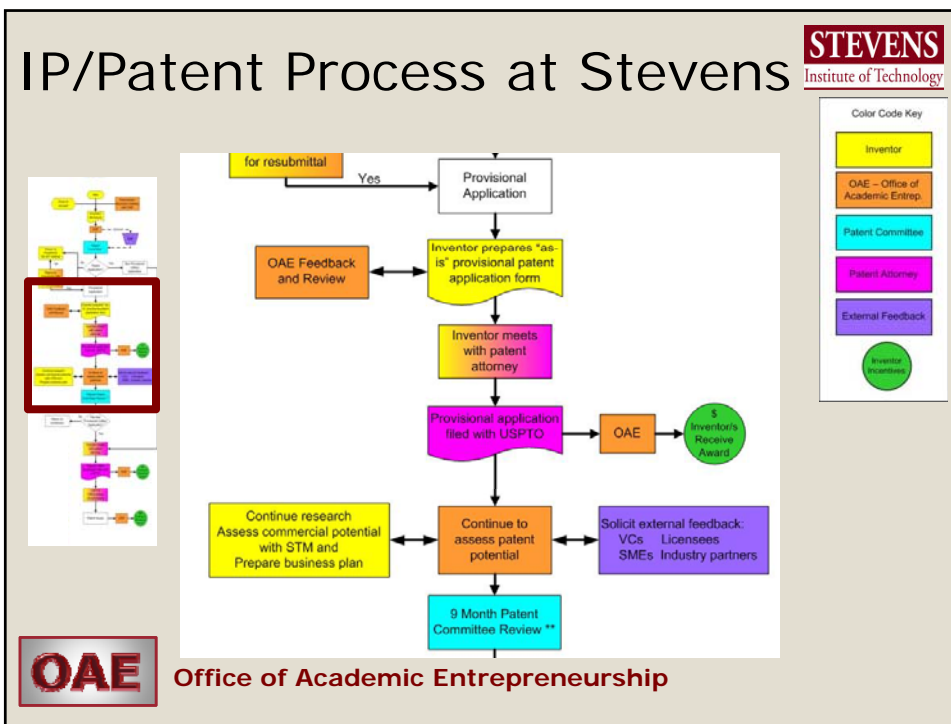 IP/Patent Process at Stevens
STEVENS
Institute of Technology
Color Code Key
Inventor
OAE – Office of
Academic Entrep.
Patent Committee
Patent Attorney
External Feedback
Inventor
Incentives
for resubmittal
Yes
Provisional
Application
OAE Feedback
and Review
Inventor prepares "as-
is" provisional patent
application form
Inventor meets
with patent
attorney
Provisional application
filed with USPTO
OAE
$
Inventor/s
Receive
Award
Continue research
Assess commercial potential
with STM and
Prepare business plan
Continue to
assess patent
potential
Solicit external feedback:
VCs Licensees
SMEs Industry partners
9 Month Patent
Committee Review **
OAE
Office of Academic Entrepreneurship